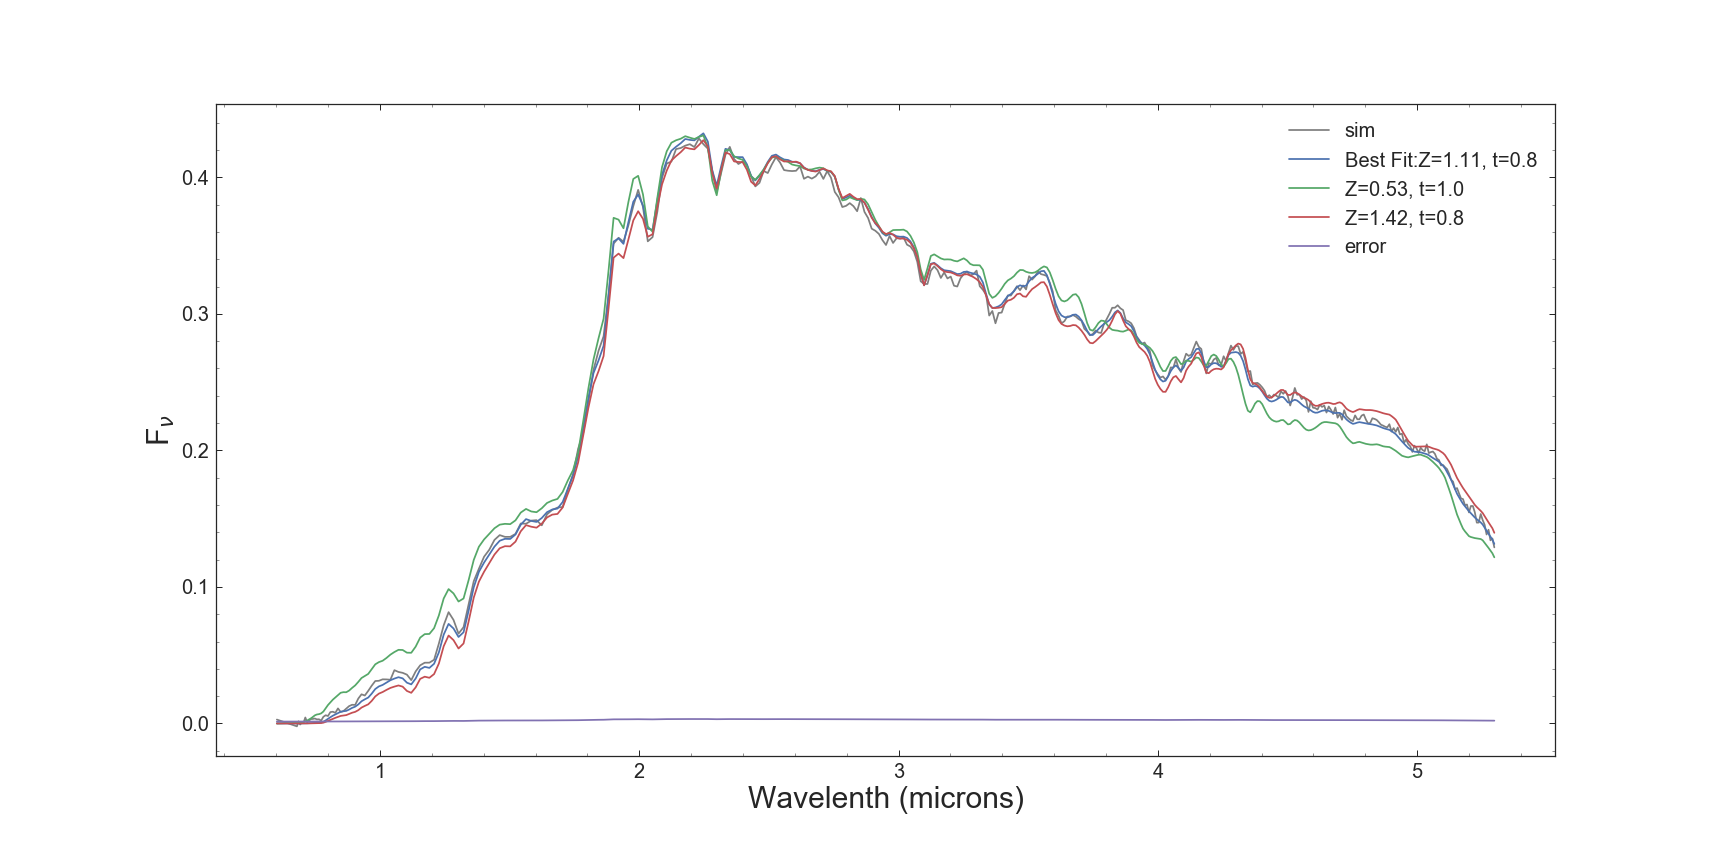 sim
Best Fit:Z=1.11, t=0.8
Z=0.53, t=1.0
Z=1.42, t=0.8
error
0.4
0.3
0.2
0.1
0.0
Fν
1 2 3 4 5
Wavelenth (microns)